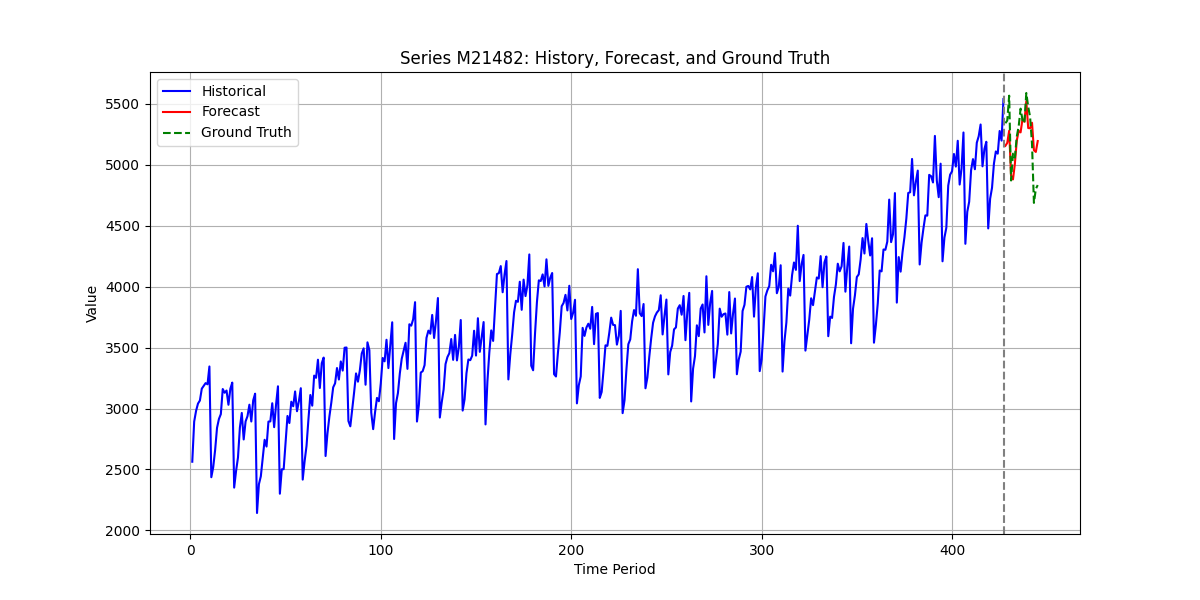 Series M21482: History, Forecast, and Ground Truth
Historical
Forecast
Ground Truth
5500
5000
4500
4000
3500
3000
2500
2000
Value
0 100 200 300 400
Time Period